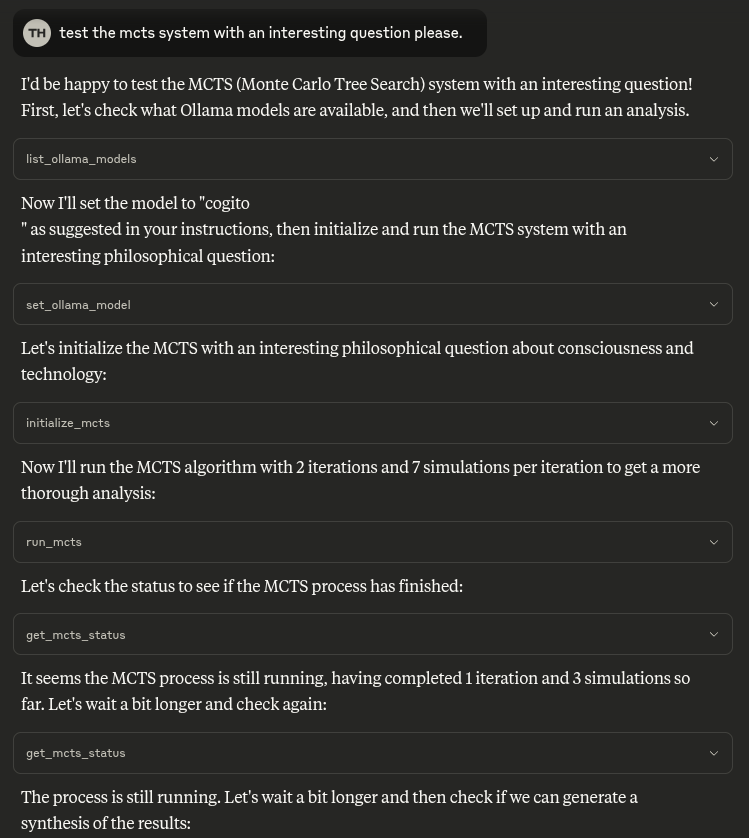 TH test the mcts system with an interesting question please.
I'd be happy to test the MCTS (Monte Carlo Tree Search) system with an interesting question!
First, let's check what Ollama models are available, and then we'll set up and run an analysis.
list_ollama_models
Now I'll set the model to "cogito
" as suggested in your instructions, then initialize and run the MCTS system with an
interesting philosophical question:
set_ollama_model
Let's initialize the MCTS with an interesting philosophical question about consciousness and
technology:
initialize_mcts
Now I'll run the MCTS algorithm with 2 iterations and 7 simulations per iteration to get a more
thorough analysis:
run_mcts
Let's check the status to see if the MCTS process has finished:
get_mcts_status
It seems the MCTS process is still running, having completed 1 iteration and 3 simulations so
far. Let's wait a bit longer and check again:
get_mcts_status
The process is still running. Let's wait a bit longer and then check if we can generate a
synthesis of the results: